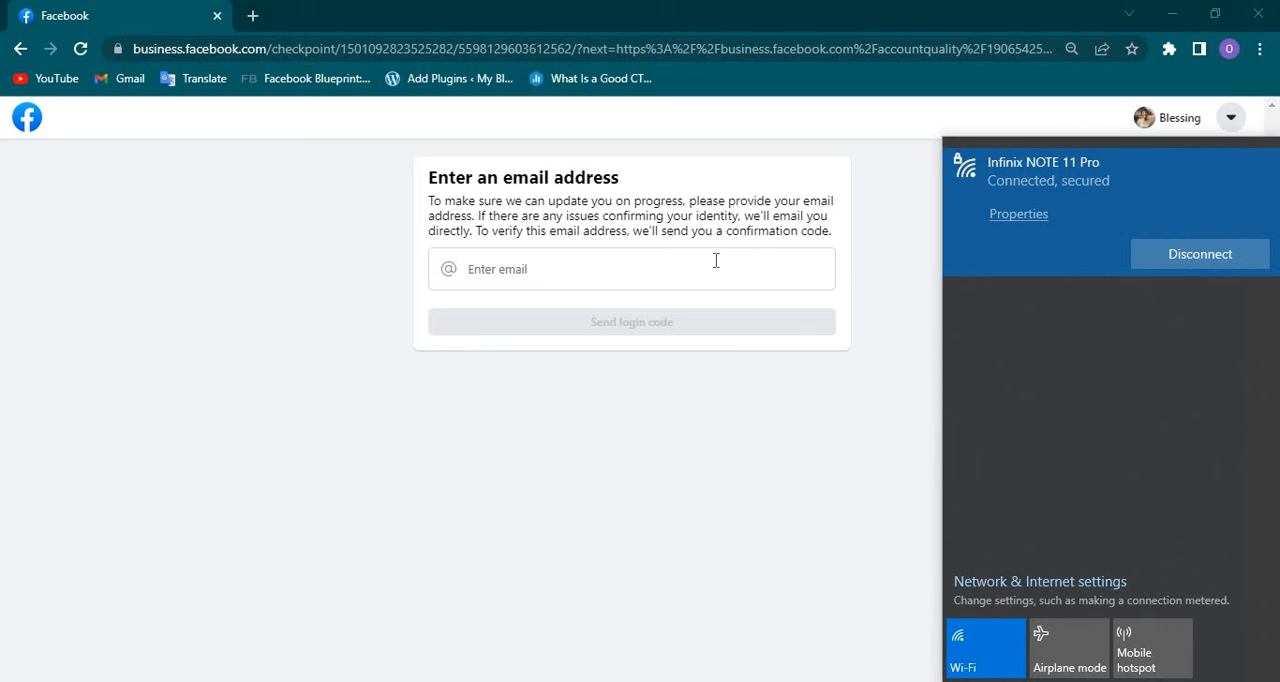 Facebook
business.facebook.com/checkpoint/1501092823525282/559812960361256​2/?next=https%3A%2F%2Fbusiness.facebook.com%2Faccountquality%2F19065425...
O
YouTube
Gmail
Translate
FB Facebook Blueprint:...
Add Plugins ‹ My Bl...
What Is a Good CT...
Blessing
Enter an email address
To make sure we can update you on progress, please provide your email
address. If there are any issues confirming your identity, we'll email you
directly. To verify this email address, we'll send you a confirmation code.
@ Enter email
Send login code
Infinix NOTE 11 Pro
Connected, secured
Properties
Disconnect
Network & Internet settings
Change settings, such as making a connection metered.
Wi-Fi
Airplane mode
Mobile
hotspot